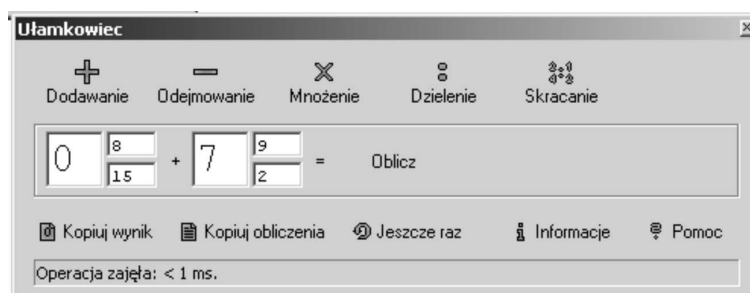 Ułamkowiec
Dodawanie Odejmowanie Mnożenie Dzielenie Skracanie
0 8 15 + 7 9 2 = Oblicz
Kopiuj wynik Kopiuj obliczenia Jeszcze raz Informacje Pomoc
Operacja zajęła: < 1 ms.